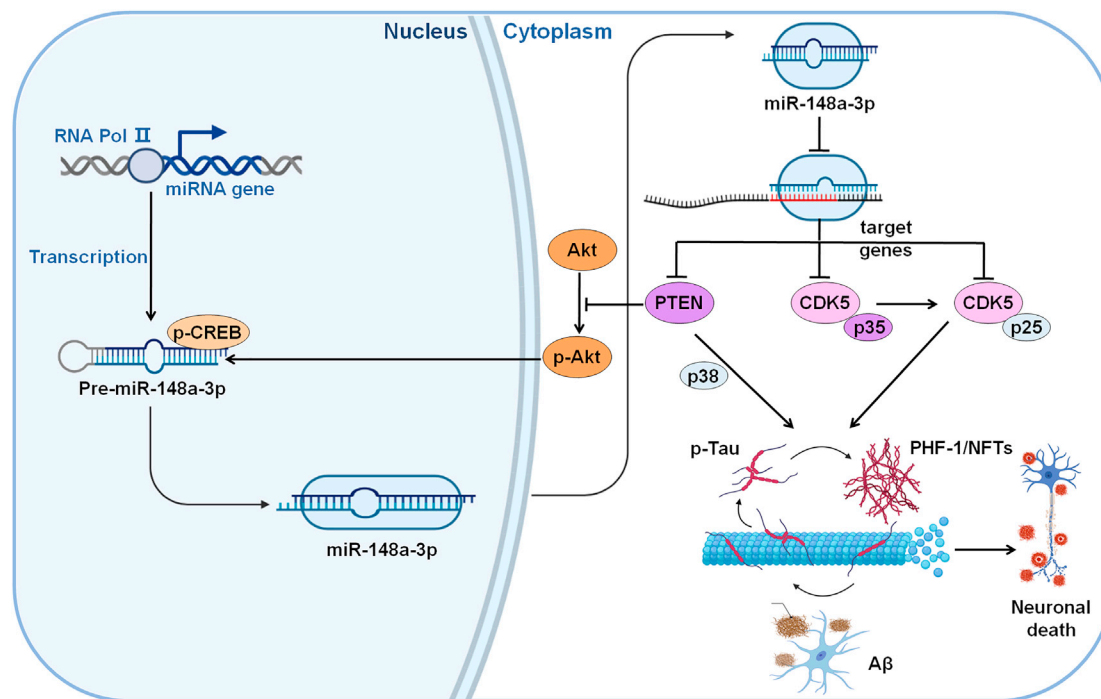 Nucleus
Cytoplasm
RNA Pol Ⅱ
miRNA gene
Transcription
p-CREB
Pre-miR-148a-3p
miR-148a-3p
miR-148a-3p
target
genes
Akt
p-Akt
PTEN
CDK5
p35
CDK5
p25
p38
p-Tau
PHF-1/NFTs
Neuronal
death
Aβ